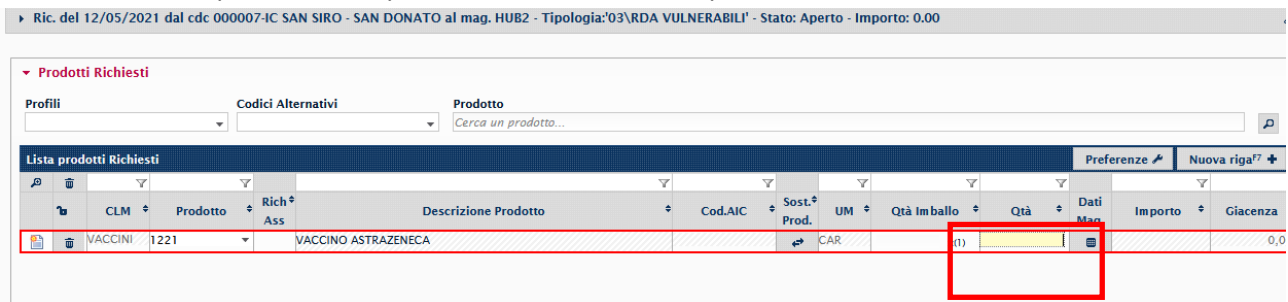 Ric. del 12/05/2021 dal cdc 000007-IC SAN SIRO - SAN DONATO al mag. HUB2 - Tipologia:'03\RDA VULNERABILI' - Stato: Aperto - Importo: 0.00
Prodotti Richiesti
Profili Codici Alternativi Prodotto
Cerca un prodotto...
Lista prodotti Richiesti Preferenze Nuova riga F7
CLM Prodotto Rich Ass Descrizione Prodotto Cod.AIC Sost. Prod. UM Qtà Imballo Qtà Dati Mag Importo Giacenza
VACCINI 1221 VACCINO ASTRAZENECA CAR (1) 0,0